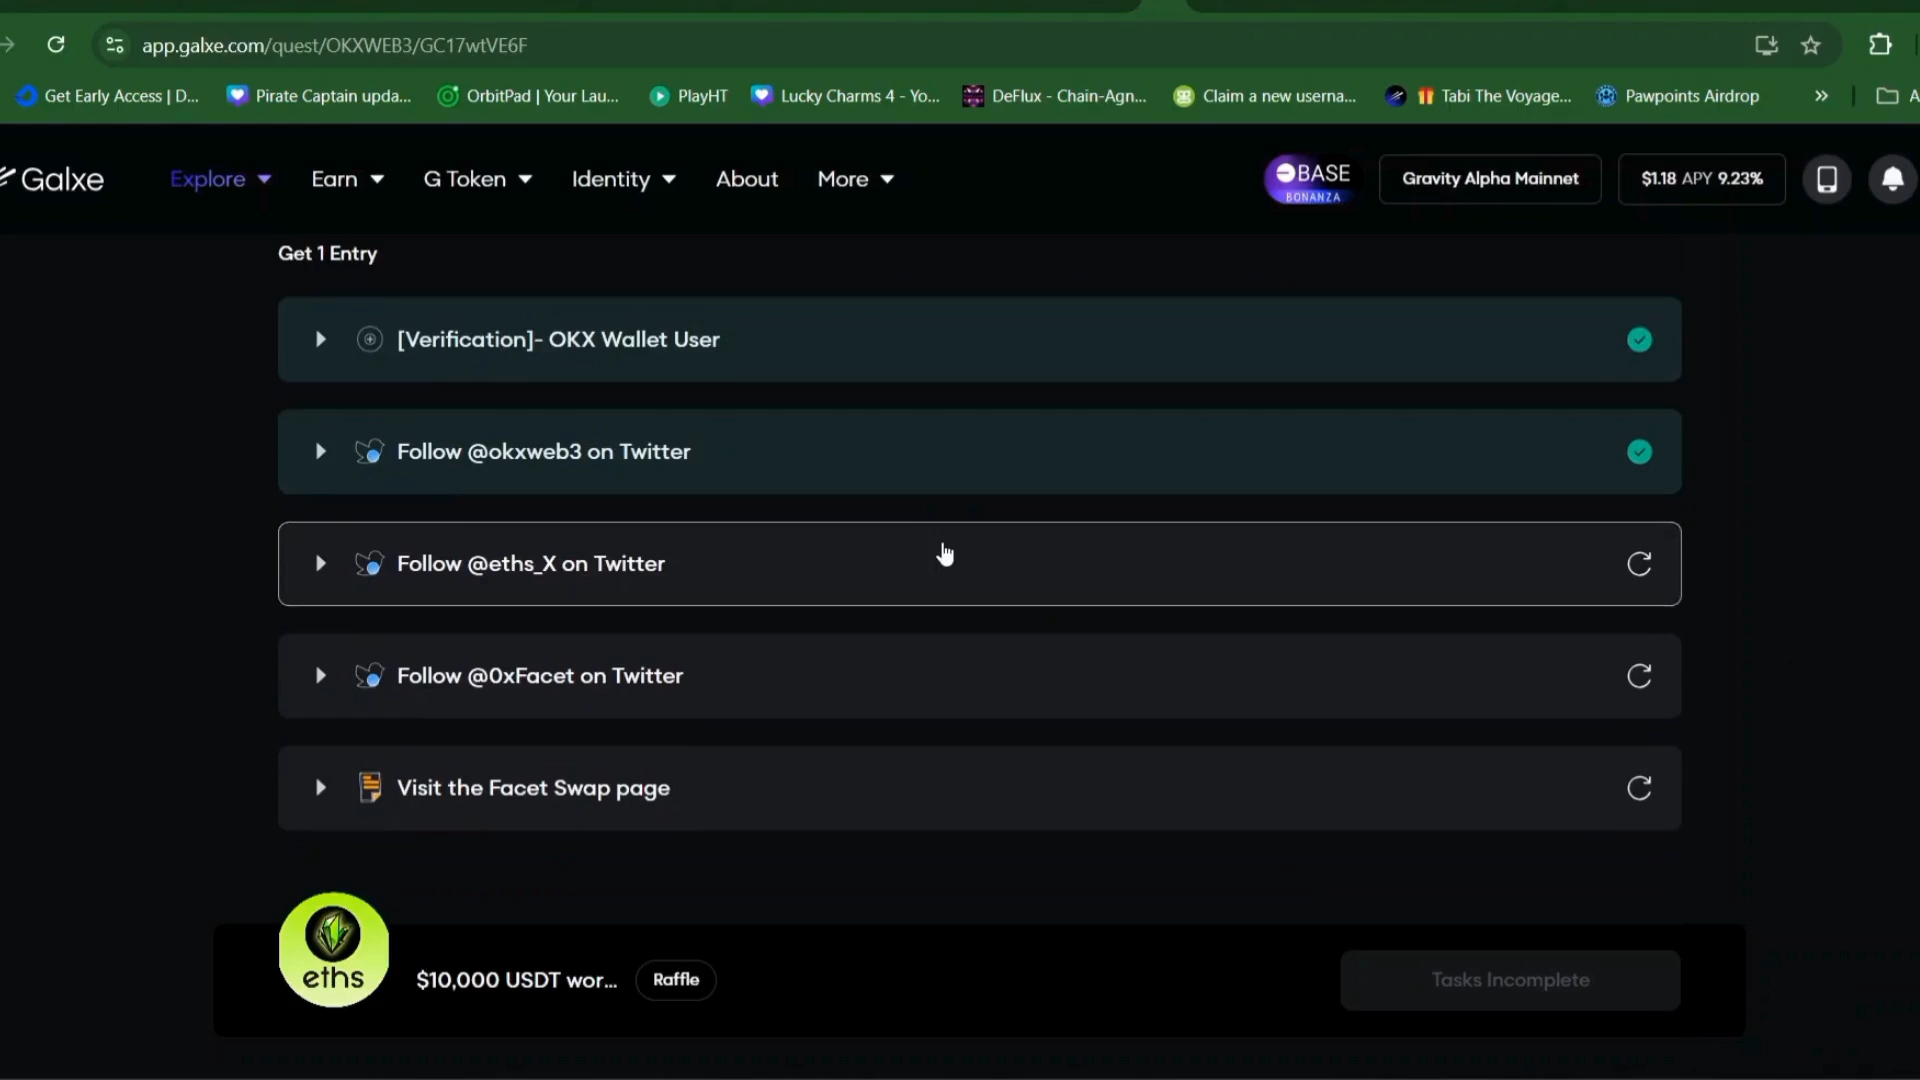 app.galxe.com/quest/OKXWEB3/GC17wtVE6F
Get Early Access | D...
Pirate Captain upda...
OrbitPad | Your Lau...
PlayHT
Lucky Charms 4 - Yo...
DeFlux - Chain-Agn...
Claim a new userna...
Tabi The Voyage...
Pawpoints Airdrop
»
A
Galxe
Explore
Earn
G Token
Identity
About
More
BASE
BONANZA
Gravity Alpha Mainnet
$1.18 APY 9.23%
Get 1 Entry
[Verification]- OKX Wallet User
Follow @okxweb3 on Twitter
Follow @eths_X on Twitter
Follow @0xFacet on Twitter
Visit the Facet Swap page
eths
$10,000 USDT wor...
Raffle
Tasks Incomplete